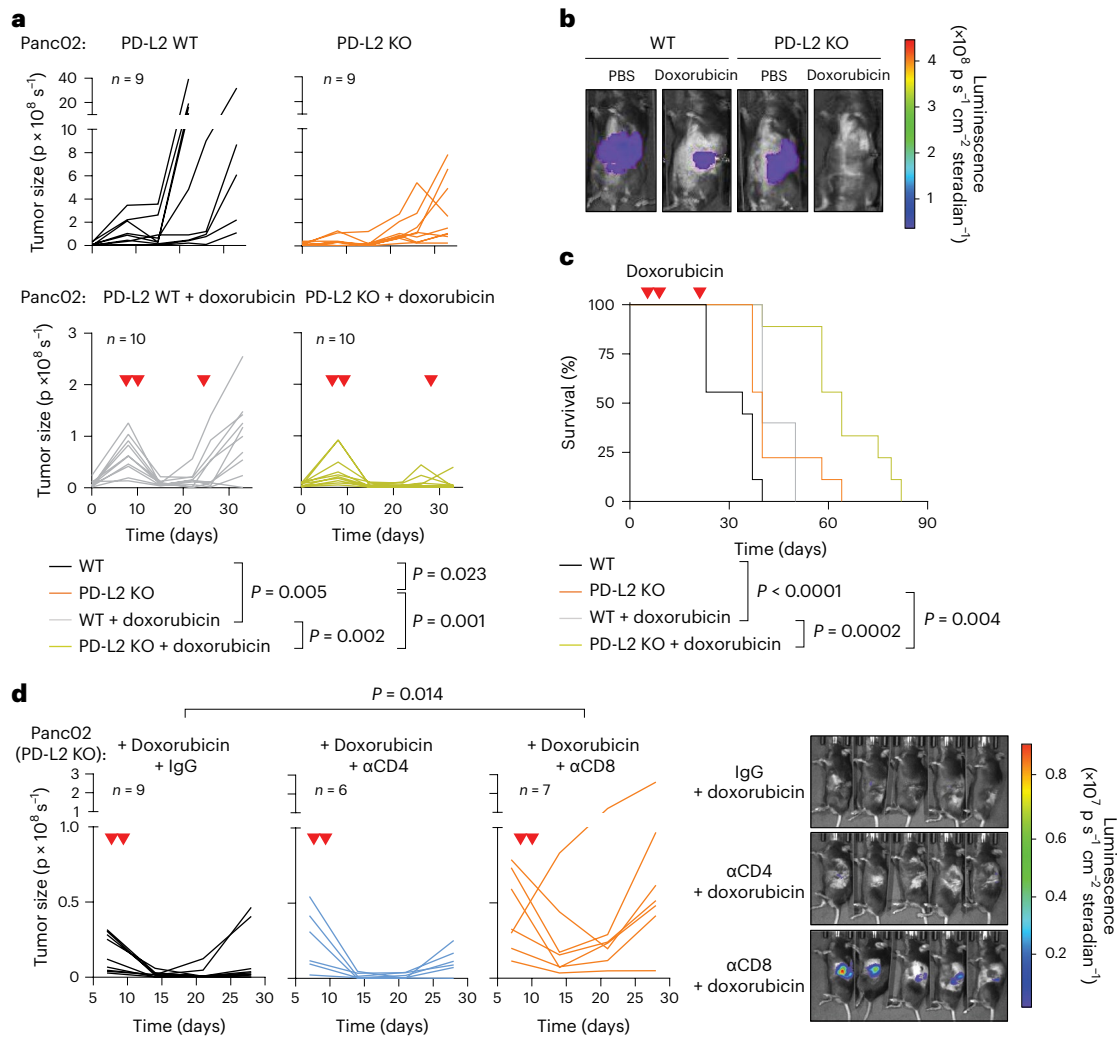 a
Panc02:
PD-L2 WT
PD-L2 KO
Tumor size (p × 10⁸ s⁻¹)
40
20
10
8
6
4
2
0
n = 9
n = 9
Panc02:
PD-L2 WT + doxorubicin
PD-L2 KO + doxorubicin
Tumor size (p ×10⁸ s⁻¹)
3
2
1
0
n = 10
n = 10
0 10 20 30
0 10 20 30
Time (days)
Time (days)
WT
PD-L2 KO
WT + doxorubicin
PD-L2 KO + doxorubicin
P = 0.005
P = 0.002
P = 0.023
P = 0.001
b
WT
PD-L2 KO
PBS
Doxorubicin
PBS
Doxorubicin
4
3
2
1
Luminescence
(×10⁸ p s⁻¹ cm⁻² steradian⁻¹)
c
Doxorubicin
Survival (%)
100
75
50
25
0
0 30 60 90
Time (days)
WT
PD-L2 KO
WT + doxorubicin
PD-L2 KO + doxorubicin
P < 0.0001
P = 0.0002
P = 0.004
d
P = 0.014
Panc02
(PD-L2 KO):
+ Doxorubicin
+ IgG
+ Doxorubicin
+ αCD4
+ Doxorubicin
+ αCD8
Tumor size (p × 10⁸ s⁻¹)
3
2
1
1.0
0.5
0
n = 9
n = 6
n = 7
5 10 15 20 25 30
5 10 15 20 25 30
5 10 15 20 25 30
Time (days)
Time (days)
Time (days)
IgG
+ doxorubicin
αCD4
+ doxorubicin
αCD8
+ doxorubicin
0.8
0.6
0.4
0.2
Luminescence
(×10⁷ p s⁻¹ cm⁻² steradian⁻¹)